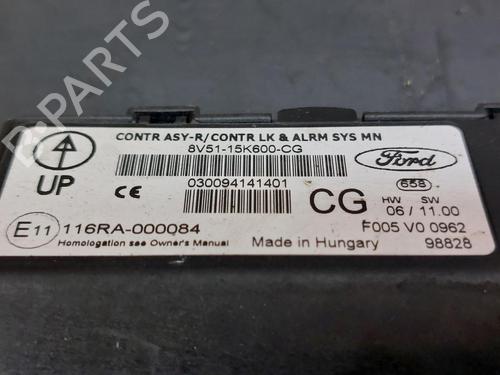 CONTR ASY-R/CONTR LK & ALRM SYS MN
8V51-15K600-CG
Ford
UP
CE
030094141401
CG
658
HW SW
06 / 11.00
E11 116RA-000084
F005 V0 0962
Homologation see Owner's Manual
Made in Hungary
98828
B-PARTS